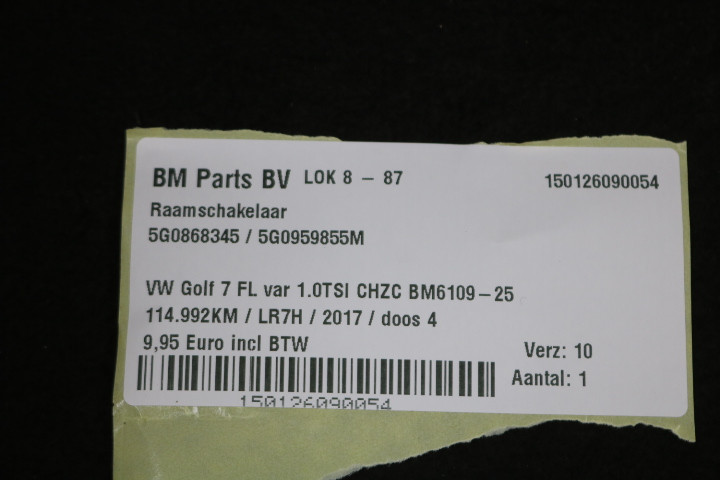 BM Parts BV LOK 8 – 87 150126090054
Raamschakelaar
5G0868345 / 5G0959855M
VW Golf 7 FL var 1.0TSI CHZC BM6109–25
114.992KM / LR7H / 2017 / doos 4
9,95 Euro incl BTW
Verz: 10
Aantal: 1
150126090054